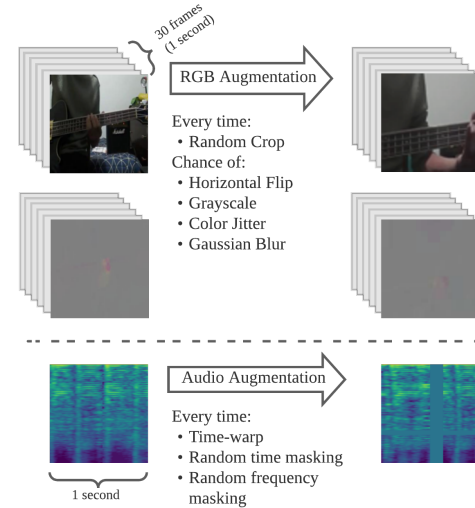 30 frames
(1 second)
RGB Augmentation
Every time:
• Random Crop
Chance of:
• Horizontal Flip
• Grayscale
• Color Jitter
• Gaussian Blur
Audio Augmentation
Every time:
• Time-warp
• Random time masking
• Random frequency
masking
1 second